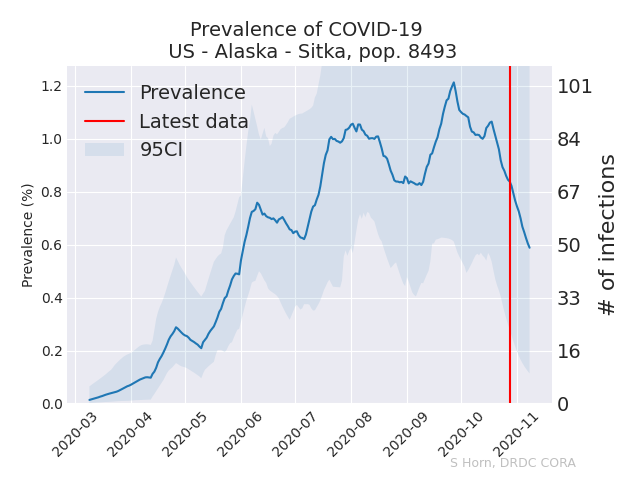 Prevalence of COVID-19
US - Alaska - Sitka, pop. 8493
Prevalence
Latest data
95CI
Prevalence (%)
1.2
1.0
0.8
0.6
0.4
0.2
0.0
101
84
67
50
33
16
0
# of infections
2020-03
2020-04
2020-05
2020-06
2020-07
2020-08
2020-09
2020-10
2020-11
S Horn, DRDC CORA